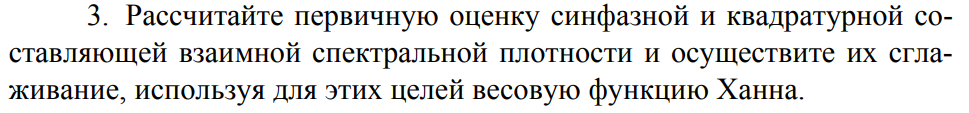 3. Рассчитайте первичную оценку синфазной и квадратурной со-
ставляющей взаимной спектральной плотности и осуществите их сгла-
живание, используя для этих целей весовую функцию Ханна.